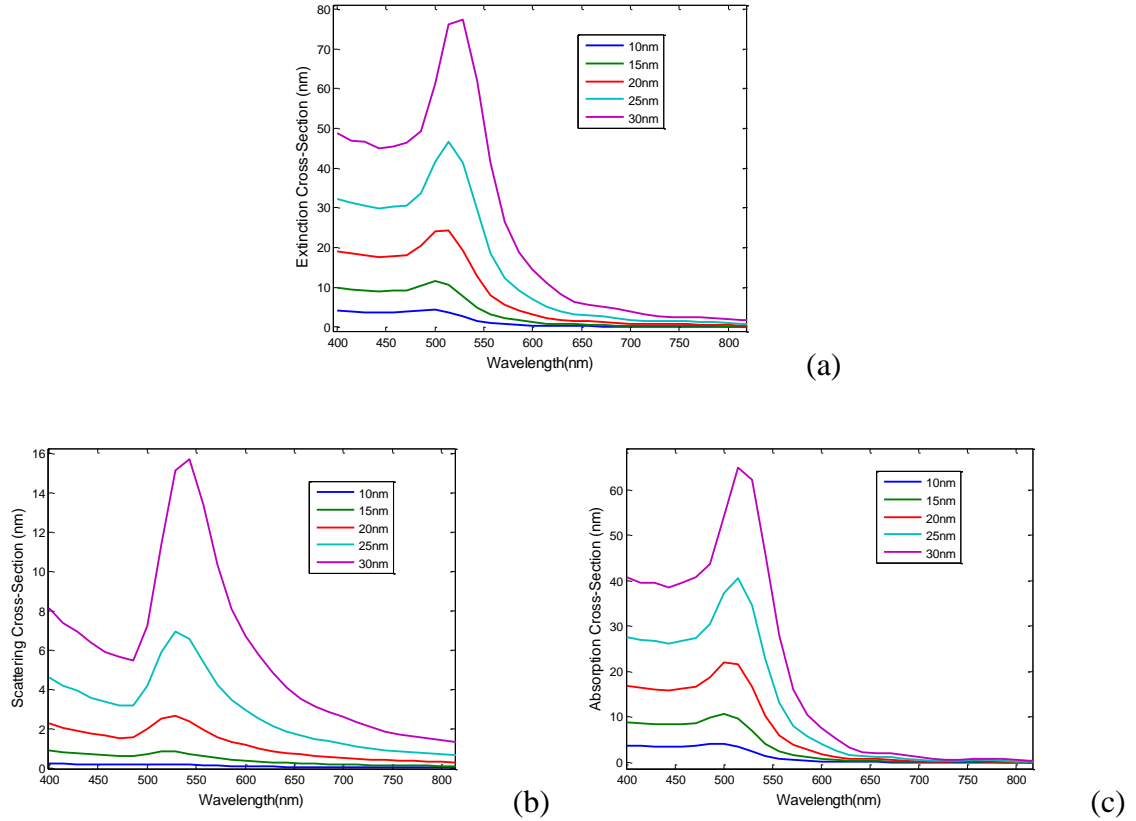 80
70
60
50
40
30
20
10
0
Extinction Cross-Section (nm)
10nm
15nm
20nm
25nm
30nm
400 450 500 550 600 650 700 750 800
Wavelength(nm)
(a)
16
14
12
10
8
6
4
2
0
Scattering Cross-Section (nm)
10nm
15nm
20nm
25nm
30nm
400 450 500 550 600 650 700 750 800
Wavelength(nm)
(b)
60
50
40
30
20
10
0
Absorption Cross-Section (nm)
10nm
15nm
20nm
25nm
30nm
400 450 500 550 600 650 700 750 800
Wavelength(nm)
(c)